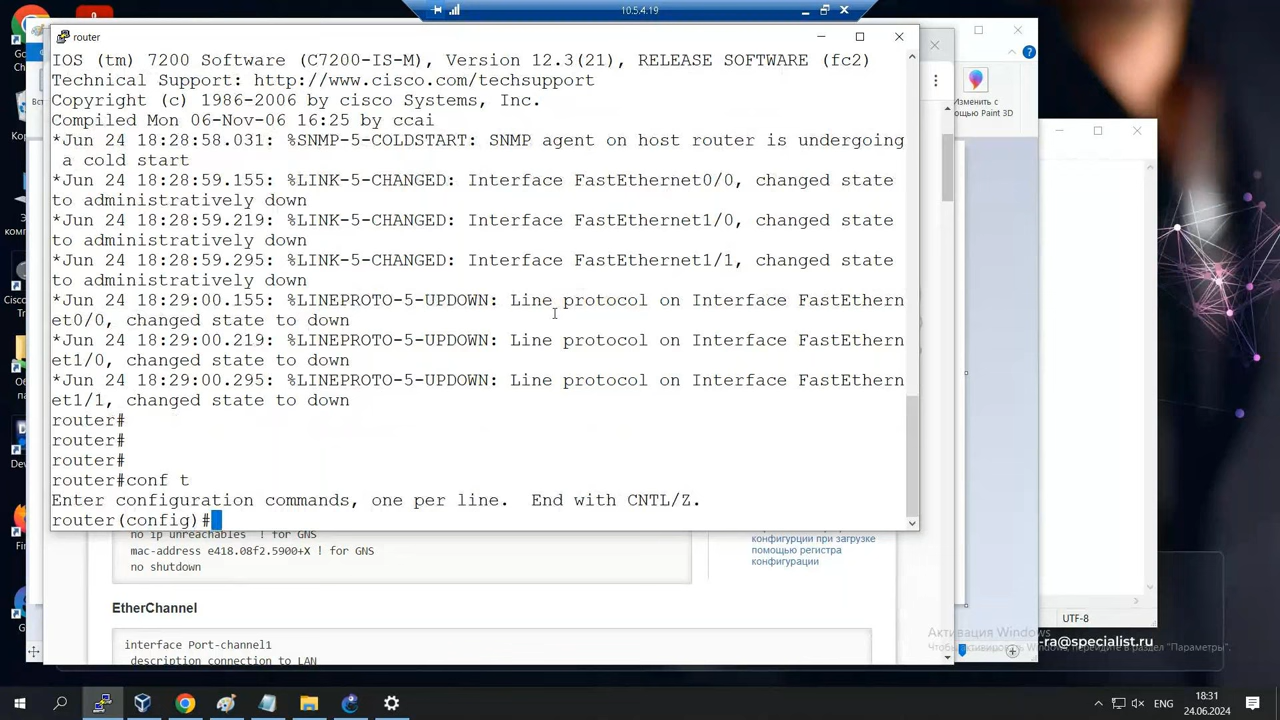 10.5.4.19
router
IOS (tm) 7200 Software (C7200-IS-M), Version 12.3(21), RELEASE SOFTWARE (fc2)
Technical Support: http://www.cisco.com/techsupport
Copyright (c) 1986-2006 by cisco Systems, Inc.
Compiled Mon 06-Nov-06 16:25 by ccai
*Jun 24 18:28:58.031: %SNMP-5-COLDSTART: SNMP agent on host router is undergoing
a cold start
*Jun 24 18:28:59.155: %LINK-5-CHANGED: Interface FastEthernet0/0, changed state
to administratively down
*Jun 24 18:28:59.219: %LINK-5-CHANGED: Interface FastEthernet1/0, changed state
to administratively down
*Jun 24 18:28:59.295: %LINK-5-CHANGED: Interface FastEthernet1/1, changed state
to administratively down
*Jun 24 18:29:00.155: %LINEPROTO-5-UPDOWN: Line protocol on Interface FastEthern
et0/0, changed state to down
*Jun 24 18:29:00.219: %LINEPROTO-5-UPDOWN: Line protocol on Interface FastEthern
et1/0, changed state to down
*Jun 24 18:29:00.295: %LINEPROTO-5-UPDOWN: Line protocol on Interface FastEthern
et1/1, changed state to down
router#
router#
router#
router#conf t
Enter configuration commands, one per line.  End with CNTL/Z.
router(config)#
Изменить с
ощью Paint 3D
no ip unreachables ! for GNS
mac-address e418.08f2.5900+X ! for GNS
no shutdown
конфигурции при загрузке
помощью регистра
конфигурации
EtherChannel
interface Port-channel1
description connection to LAN
UTF-8
-ra@specialist.ru
Активация Windows
Чтобы активировать Windows, перейдите в раздел "Параметры".
ENG
18:31
24.06.2024